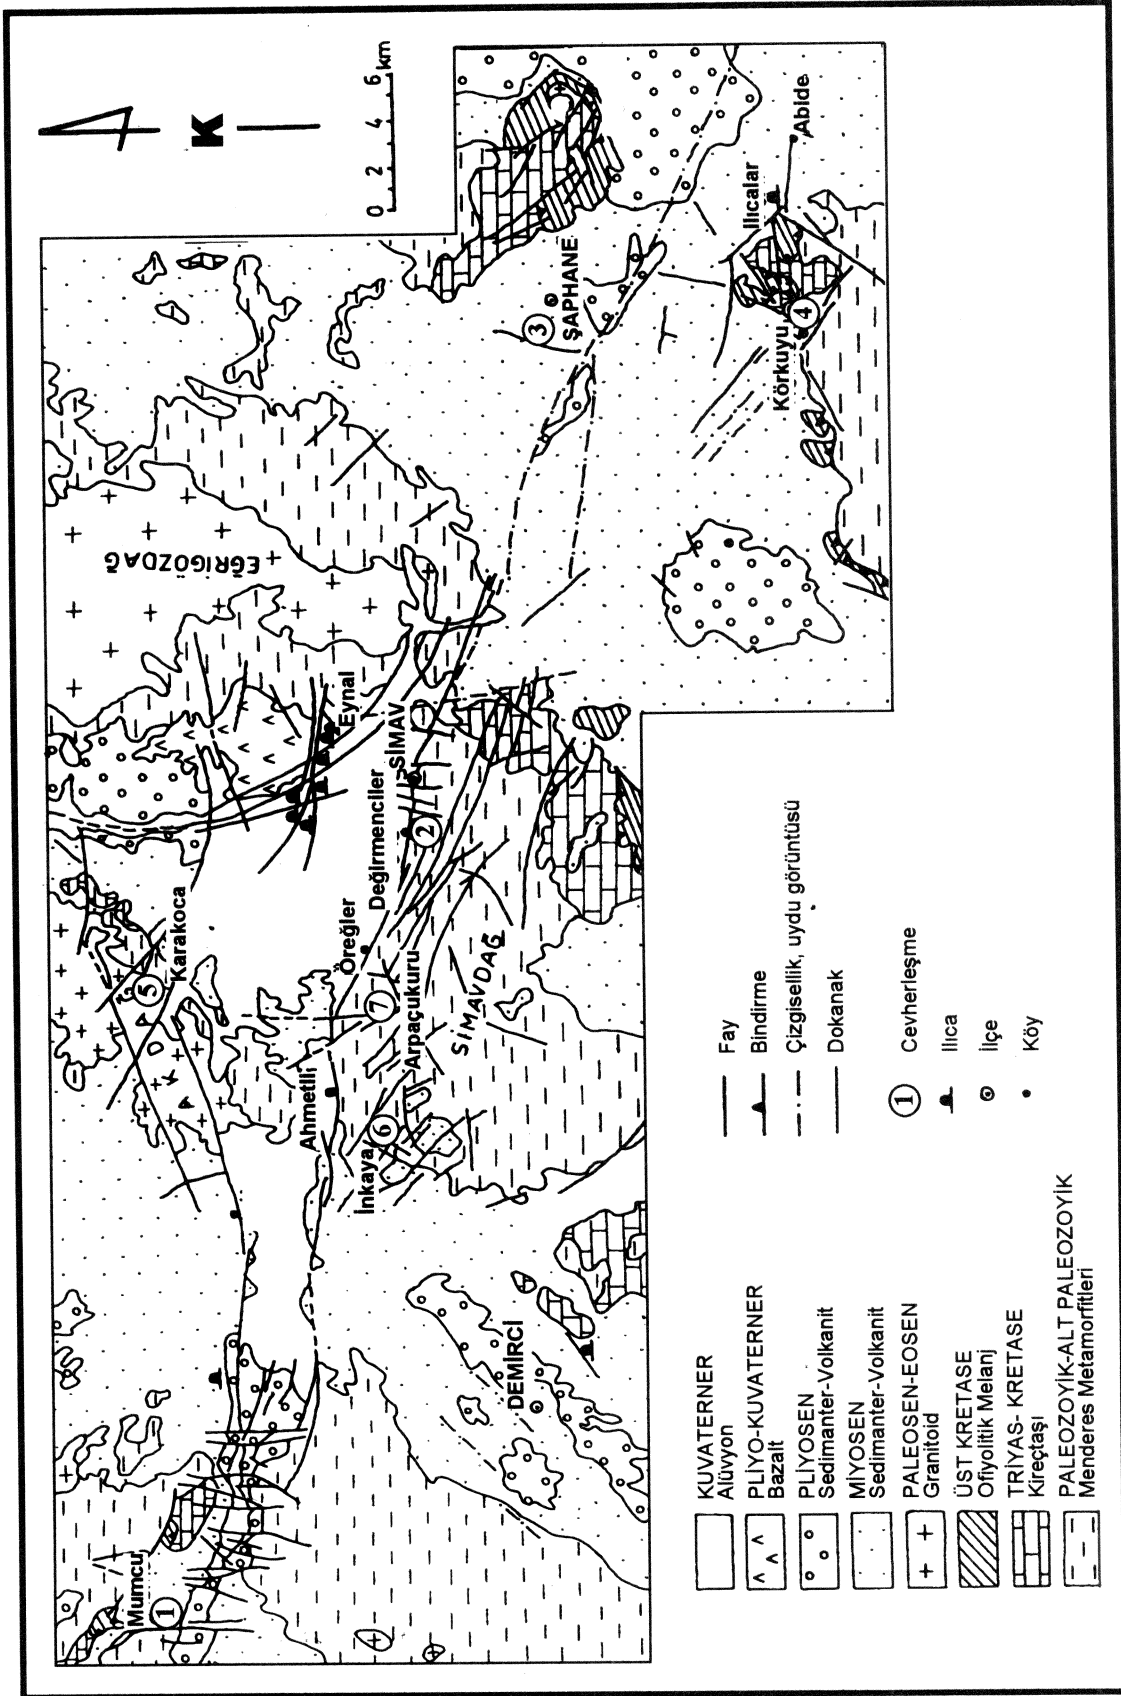 K
0 2 4 6 km
EĞRİGÖZDAĞ
Mumcu
1
Karakoca
5
Eynal
SİMAV
Değirmenciler
2
Öreğler
7
Arpaçukuru
SİMAVDAĞ
Ahmetlİ
İnkaya
6
DEMİRCİ
3
ŞAPHANE
Ilıcalar
Abide
Körkuyu
4
KUVATERNER
Alüvyon
PLİYO-KUVATERNER
Bazalt
PLİYOSEN
Sedimanter-Volkanit
MİYOSEN
Sedimanter-Volkanit
PALEOSEN-EOSEN
Granitoid
ÜST KRETASE
Ofiyolitik Melanj
TRİYAS- KRETASE
Kireçtaşı
PALEOZOYİK-ALT PALEOZOYİK
Menderes Metamorfitleri
Fay
Bindirme
Çizgisellik, uydu görüntüsü
Dokanak
1 Cevherleşme
Ilıca
İlçe
Köy